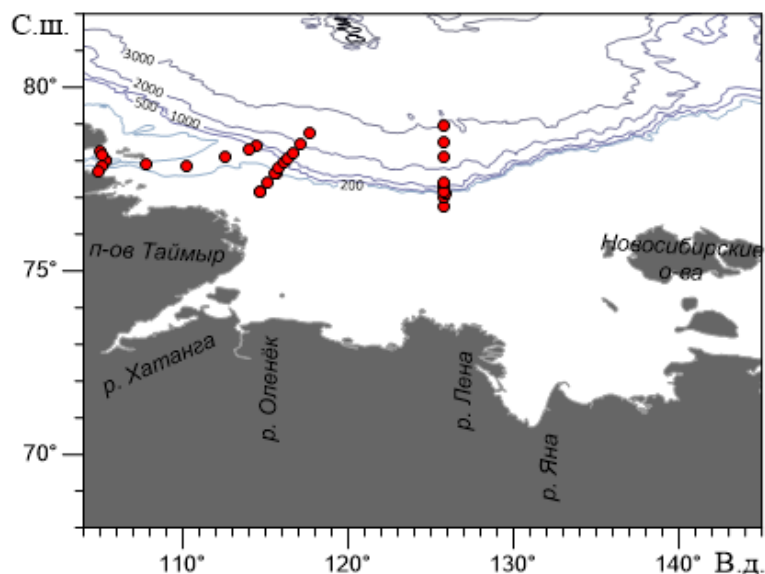 С.ш.
80°
75°
70°
3000
2000
500
1000
200
п-ов Таймыр
Новосибирские
о-ва
р. Хатанга
р. Оленёк
р. Лена
р. Яна
110°
120°
130°
140°
В.д.